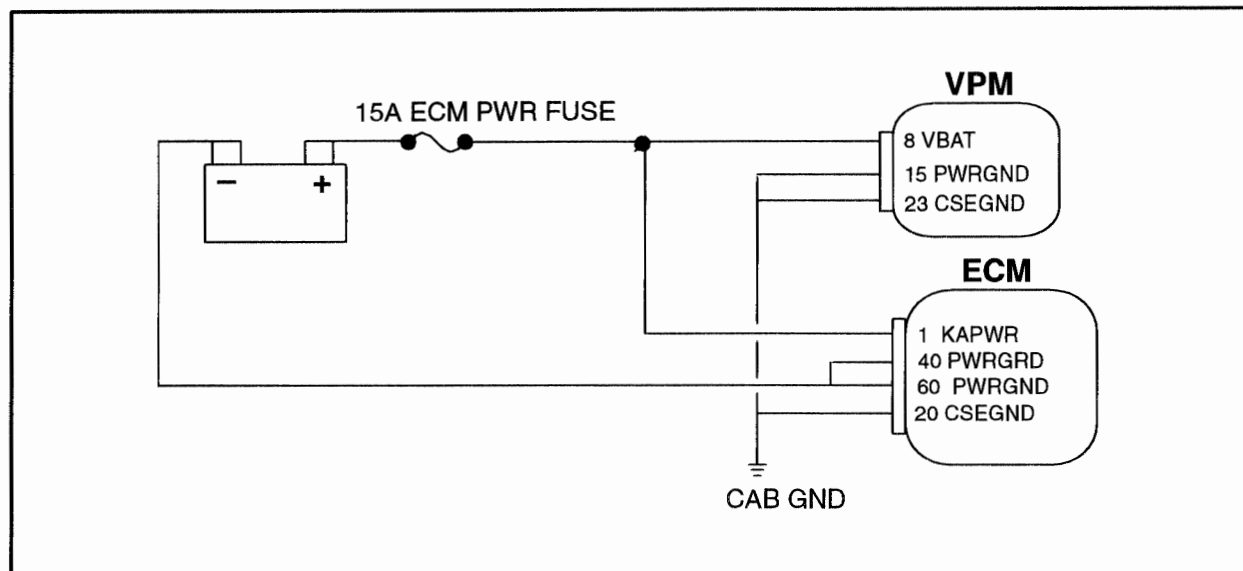 VPM
15A ECM PWR FUSE
8 VBAT
15 PWRGND
23 CSEGND
− +
ECM
1 KAPWR
40 PWRGRD
60 PWRGND
20 CSEGND
CAB GND